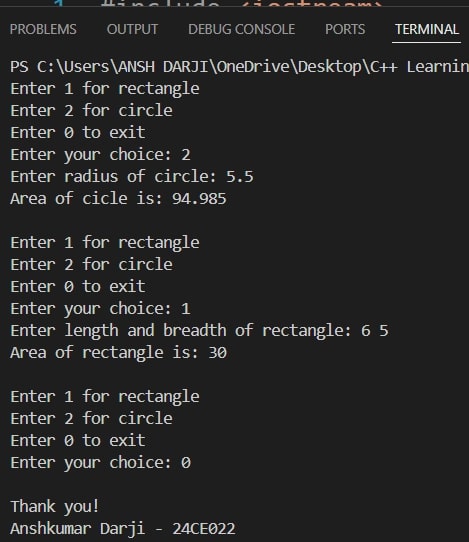 1 #include <iostream>
PROBLEMS OUTPUT DEBUG CONSOLE PORTS TERMINAL
PS C:\Users\ANSH DARJI\OneDrive\Desktop\C++ Learnin
Enter 1 for rectangle
Enter 2 for circle
Enter 0 to exit
Enter your choice: 2
Enter radius of circle: 5.5
Area of cicle is: 94.985
Enter 1 for rectangle
Enter 2 for circle
Enter 0 to exit
Enter your choice: 1
Enter length and breadth of rectangle: 6 5
Area of rectangle is: 30
Enter 1 for rectangle
Enter 2 for circle
Enter 0 to exit
Enter your choice: 0
Thank you!
Anshkumar Darji - 24CE022